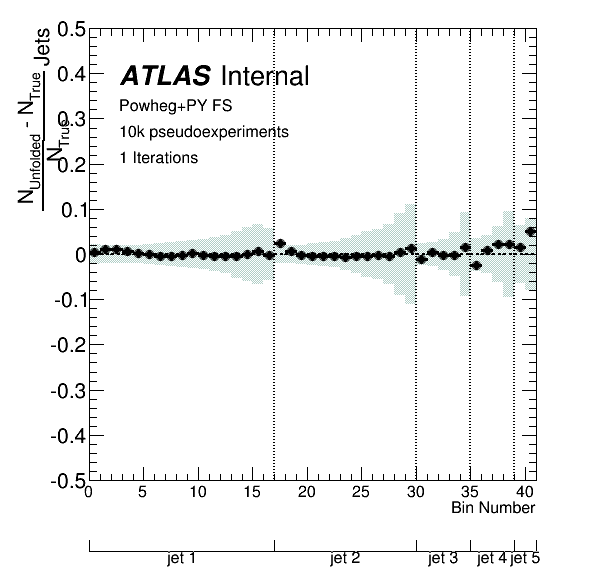 N_Unfolded - N_True
N_True
Jets
0.5
0.4
0.3
0.2
0.1
0
-0.1
-0.2
-0.3
-0.4
-0.5
ATLAS Internal
Powheg+PY FS
10k pseudoexperiments
1 Iterations
0 5 10 15 20 25 30 35 40
Bin Number
jet 1 jet 2 jet 3 jet 4 jet 5